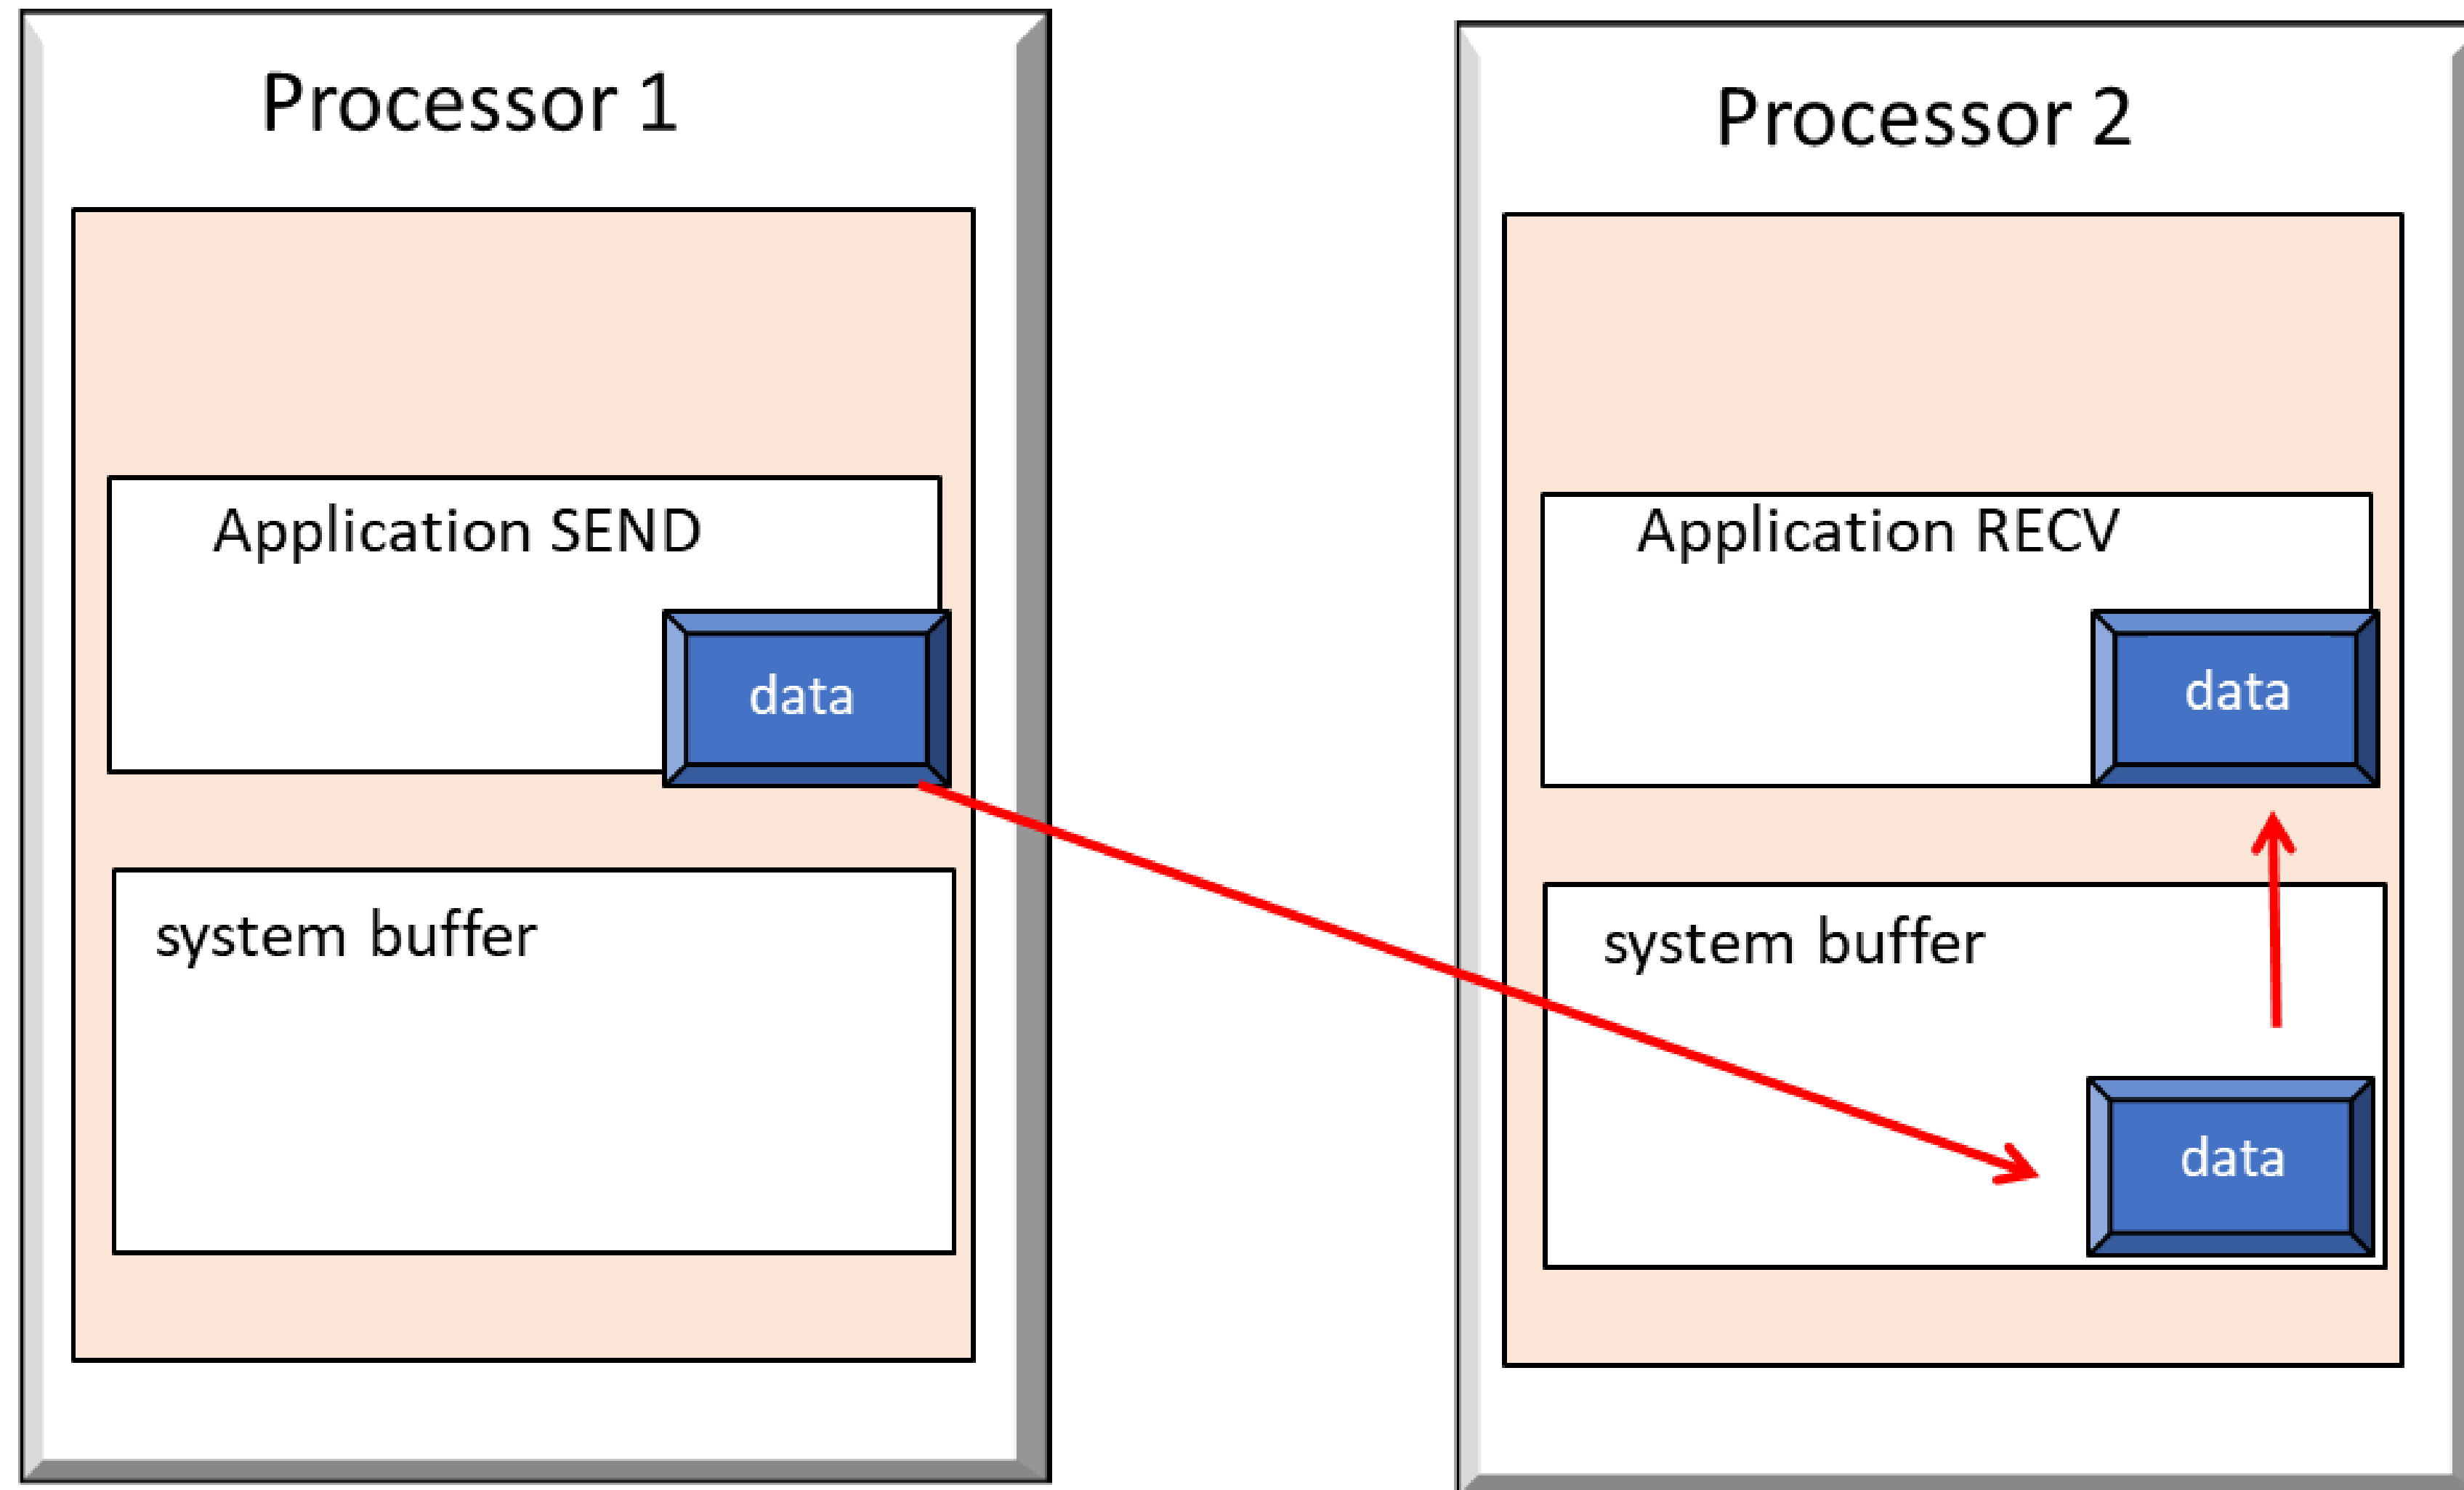 Processor 1
Application SEND
data
system buffer
Processor 2
Application RECV
data
system buffer
data